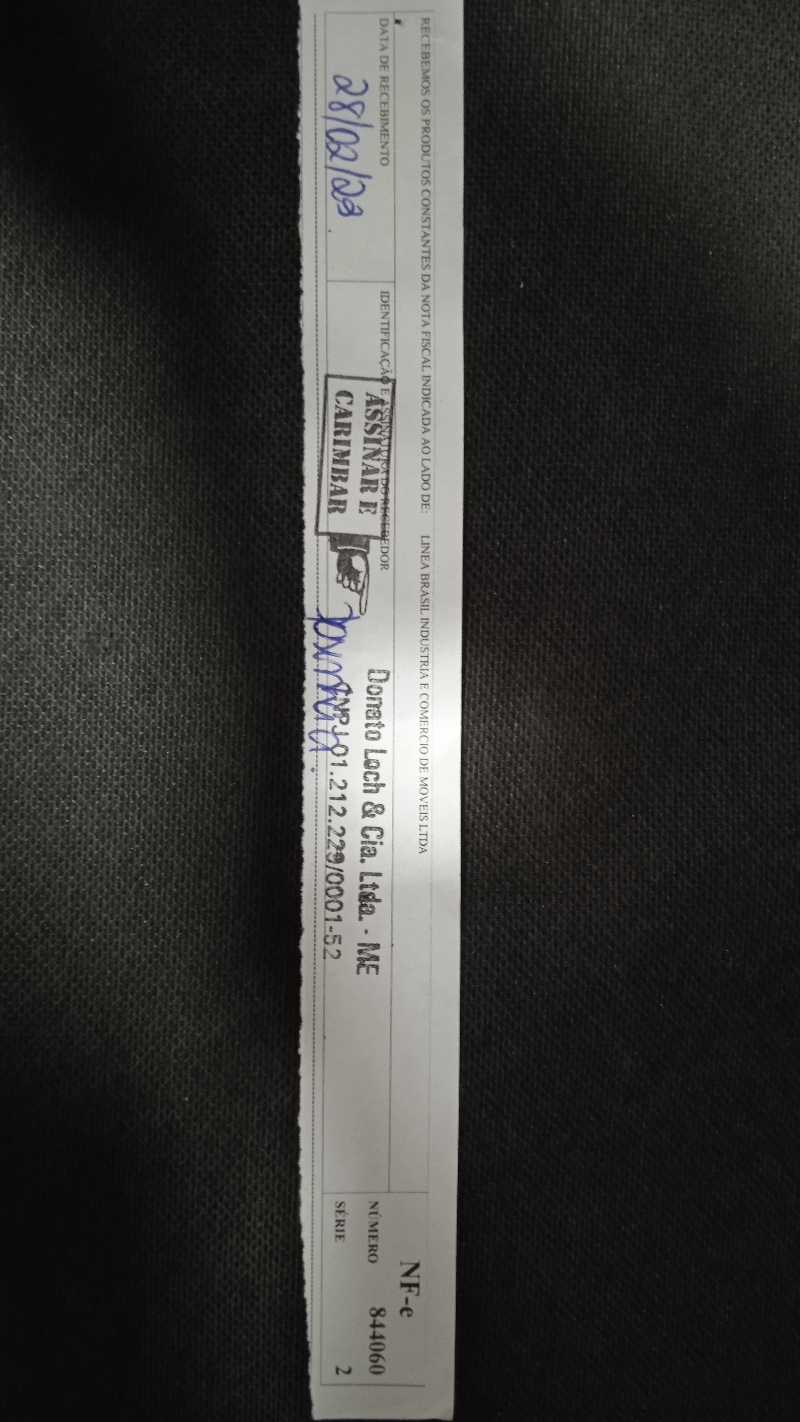 RECEBEMOS OS PRODUTOS CONSTANTES DA NOTA FISCAL INDICADA AO LADO DE: LINEA BRASIL INDUSTRIA E COMERCIO DE MOVEIS LTDA
DATA DE RECEBIMENTO
28/02/23
IDENTIFICAÇÃO E ASSINATURA DO RECEBEDOR
ASSINAR E
CARIMBAR
Donato Loch & Cia. Ltda. - ME
CNPJ 01.212.229/0001-52
NF-e
NÚMERO 844060
SÉRIE 2